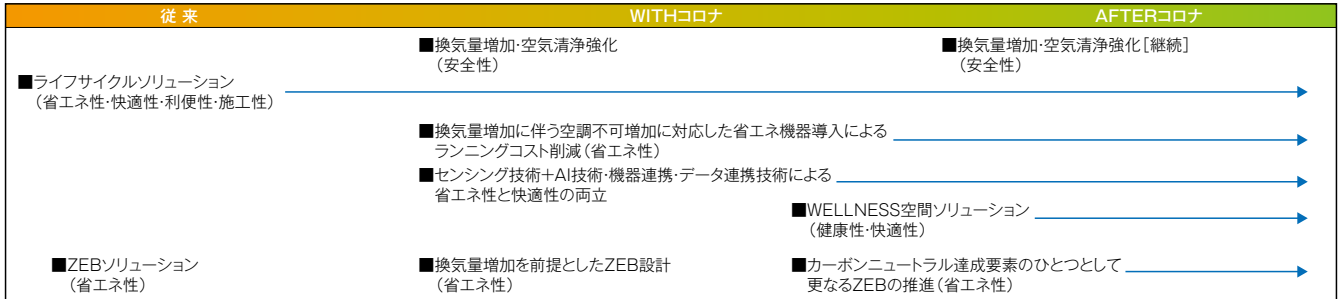 従 来
WITHコロナ
AFTERコロナ
■換気量増加・空気清浄強化
（安全性）
■換気量増加・空気清浄強化［継続］
（安全性）
■ライフサイクルソリューション
（省エネ性・快適性・利便性・施工性）
■換気量増加に伴う空調不可増加に対応した省エネ機器導入による
ランニングコスト削減（省エネ性）
■センシング技術＋AI技術・機器連携・データ連携技術による
省エネ性と快適性の両立
■WELLNESS空間ソリューション
（健康性・快適性）
■ZEBソリューション
（省エネ性）
■換気量増加を前提としたZEB設計
（省エネ性）
■カーボンニュートラル達成要素のひとつとして
更なるZEBの推進（省エネ性）